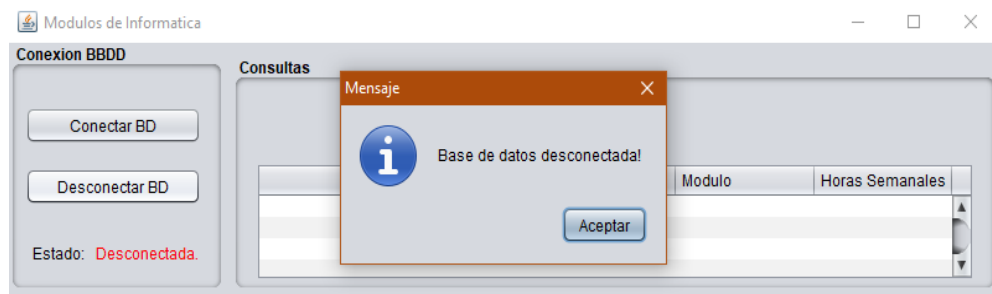 Modulos de Informatica
Conexion BBDD
Consultas
Mensaje
Conectar BD
Base de datos desconectada!
Desconectar BD
Modulo
Horas Semanales
Aceptar
Estado: Desconectada.